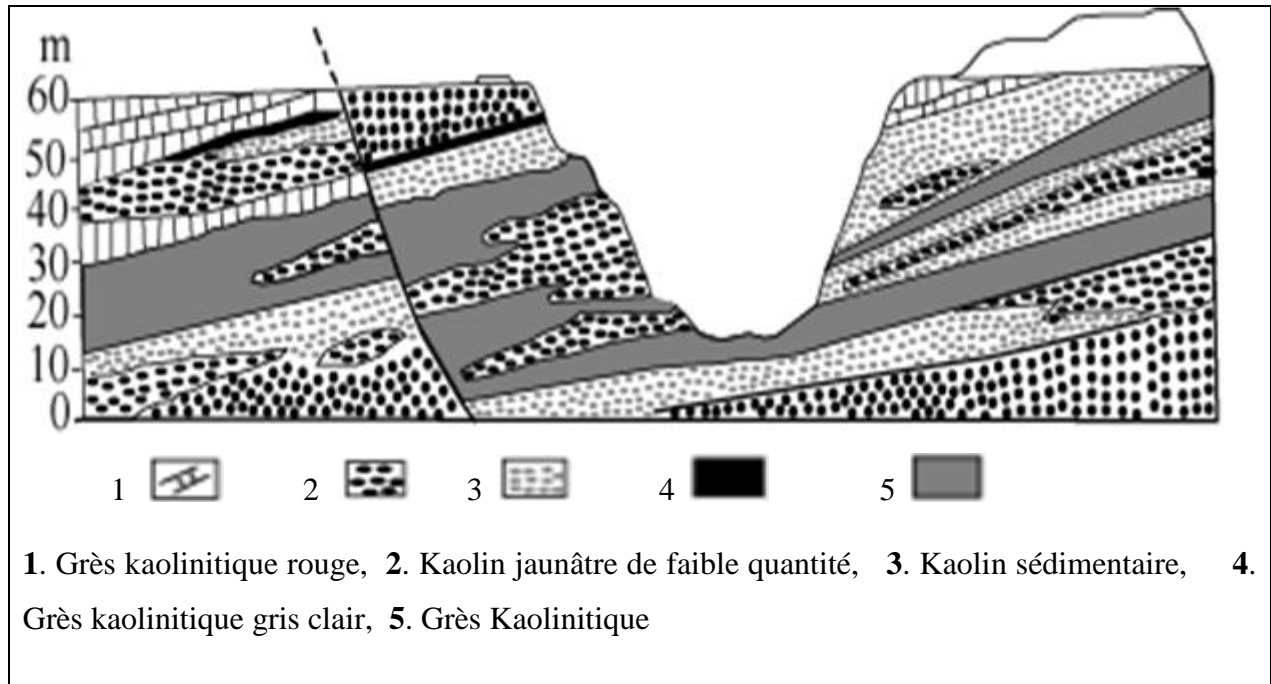 m
60
50
40
30
20
10
0
1 2 3 4 5
1. Grès kaolinitique rouge, 2. Kaolin jaunâtre de faible quantité, 3. Kaolin sédimentaire, 4.
Grès kaolinitique gris clair, 5. Grès Kaolinitique